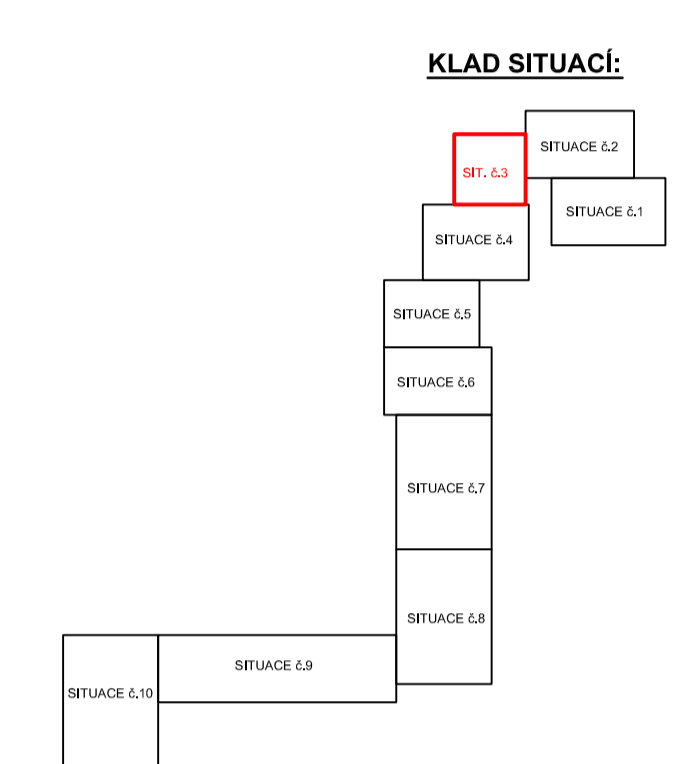 KLAD SITUACÍ:
SITUACE č.2
SIT. č.3
SITUACE č.1
SITUACE č.4
SITUACE č.5
SITUACE č.6
SITUACE č.7
SITUACE č.8
SITUACE č.9
SITUACE č.10